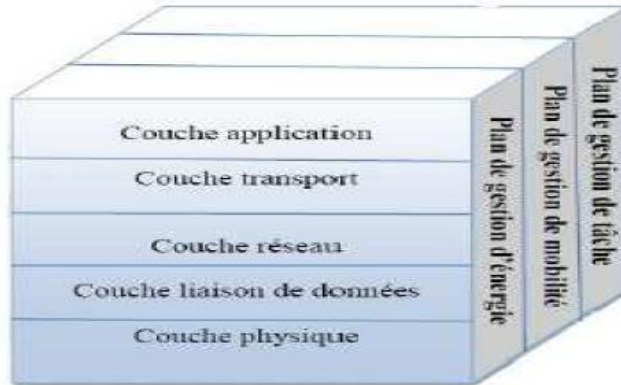 Couche application
Couche transport
Couche réseau
Couche liaison de données
Couche physique
Plan de gestion d'énergie
Plan de gestion de mobilité
Plan de gestion de tâche